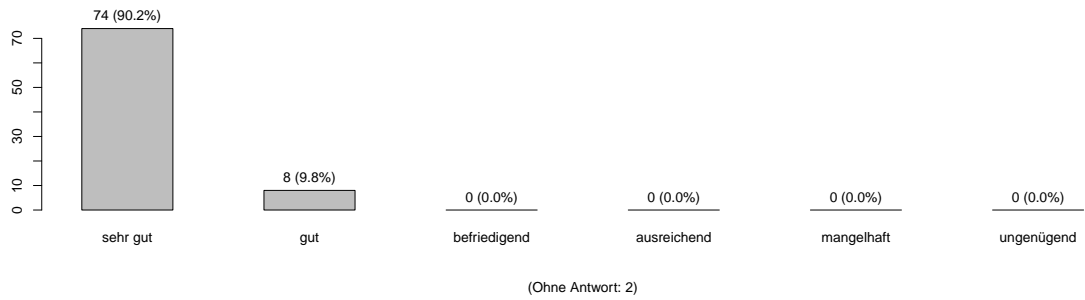 74 (90.2%)
8 (9.8%)
0 (0.0%)
0 (0.0%)
0 (0.0%)
0 (0.0%)
70
50
30
10
0
sehr gut
gut
befriedigend
ausreichend
mangelhaft
ungenügend
(Ohne Antwort: 2)